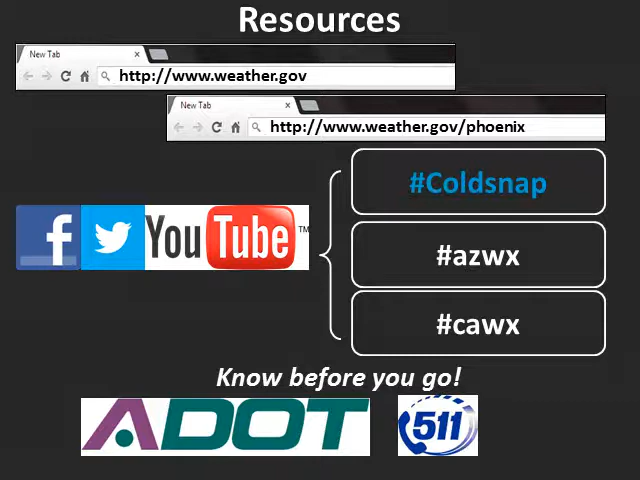 Resources
New Tab
http://www.weather.gov
New Tab
http://www.weather.gov/phoenix
#Coldsnap
f
YouTube™
#azwx
#cawx
Know before you go!
ADOT
511